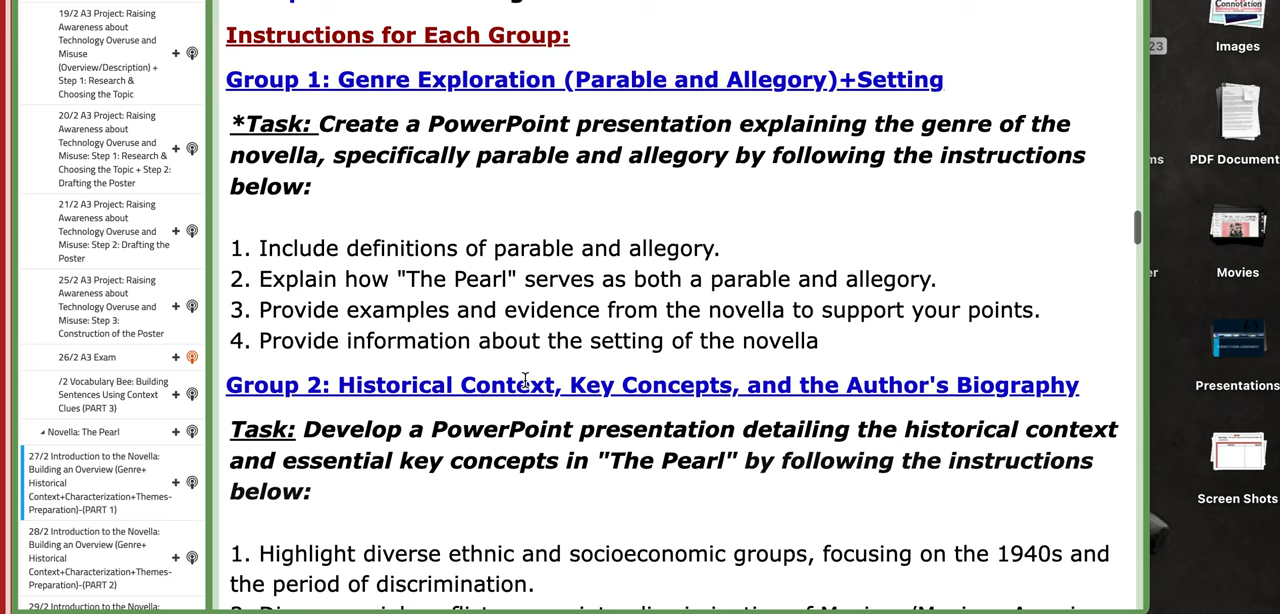 19/2 A3 Project: Raising
Awareness about
Technology Overuse and
Misuse
(Overview/Description) +
Step 1: Research &
Choosing the Topic
20/2 A3 Project: Raising
Awareness about
Technology Overuse and
Misuse: Step 1: Research &
Choosing the Topic + Step 2:
Drafting the Poster
21/2 A3 Project: Raising
Awareness about
Technology Overuse and
Misuse: Step 2: Drafting the
Poster
25/2 A3 Project: Raising
Awareness about
Technology Overuse and
Misuse: Step 3:
Construction of the Poster
26/2 A3 Exam
/2 Vocabulary Bee: Building
Sentences Using Context
Clues (PART 3)
Novella: The Pearl
27/2 Introduction to the Novella:
Building an Overview (Genre+
Historical
Context+Characterization+Themes-
Preparation)-(PART 1)
28/2 Introduction to the Novella:
Building an Overview (Genre+
Historical
Context+Characterization+Themes-
Preparation)-(PART 2)
29/2 Introduction to the Novella:
Instructions for Each Group:
Group 1: Genre Exploration (Parable and Allegory)+Setting
*Task: Create a PowerPoint presentation explaining the genre of the
novella, specifically parable and allegory by following the instructions
below:
1. Include definitions of parable and allegory.
2. Explain how "The Pearl" serves as both a parable and allegory.
3. Provide examples and evidence from the novella to support your points.
4. Provide information about the setting of the novella
Group 2: Historical Context, Key Concepts, and the Author's Biography
Task: Develop a PowerPoint presentation detailing the historical context
and essential key concepts in "The Pearl" by following the instructions
below:
1. Highlight diverse ethnic and socioeconomic groups, focusing on the 1940s and
the period of discrimination.
23
Connotation
Images
ms
PDF Document
er
Movies
Presentations
Screen Shots